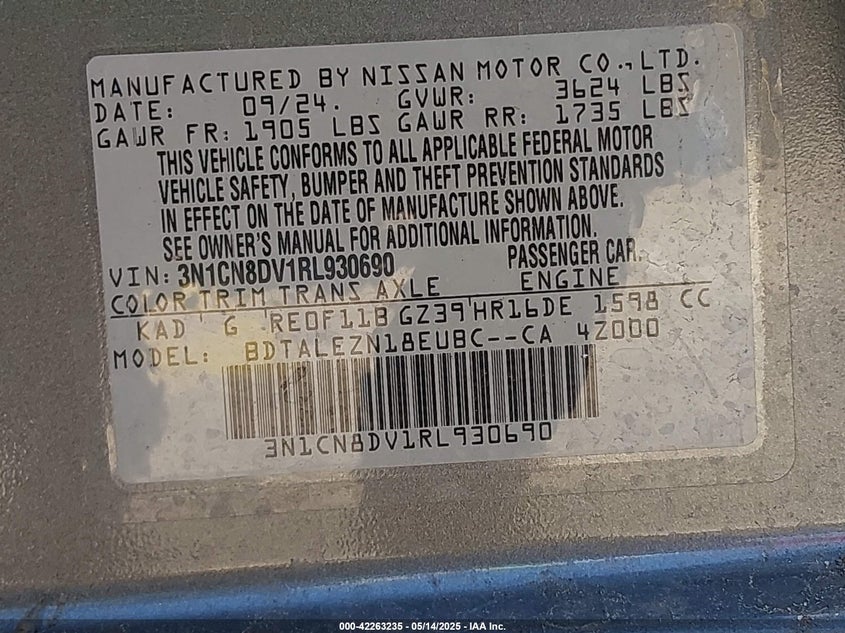 MANUFACTURED BY NISSAN MOTOR CO., LTD.
DATE: 09/24. GVWR: 3624 LBS
GAWR FR: 1905 LBS GAWR RR: 1735 LBS
THIS VEHICLE CONFORMS TO ALL APPLICABLE FEDERAL MOTOR
VEHICLE SAFETY, BUMPER AND THEFT PREVENTION STANDARDS
IN EFFECT ON THE DATE OF MANUFACTURE SHOWN ABOVE.
SEE OWNER'S MANUAL FOR ADDITIONAL INFORMATION.
VIN: 3N1CN8DV1RL930690 PASSENGER CAR.
COLOR TRIM TRANS AXLE ENGINE
KAD G RE0F11B GZ39 HR16DE 1598 CC
MODEL: BDTALEZN18EUBC--CA 4Z000
3N1CN8DV1RL930690
000-42263235 - 05/14/2025 - IAA Inc.